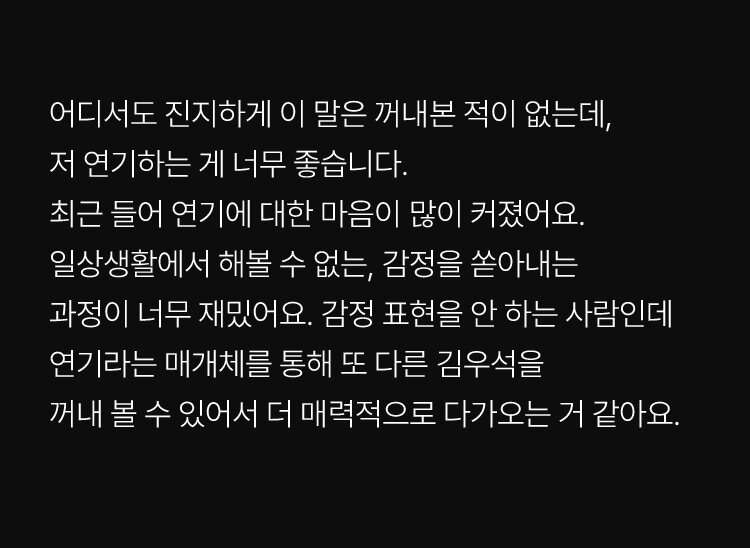 어디서도 진지하게 이 말은 꺼내본 적이 없는데,
저 연기하는 게 너무 좋습니다.
최근 들어 연기에 대한 마음이 많이 커졌어요.
일상생활에서 해볼 수 없는, 감정을 쏟아내는
과정이 너무 재밌어요. 감정 표현을 안 하는 사람인데
연기라는 매개체를 통해 또 다른 김우석을
꺼내 볼 수 있어서 더 매력적으로 다가오는 거 같아요.